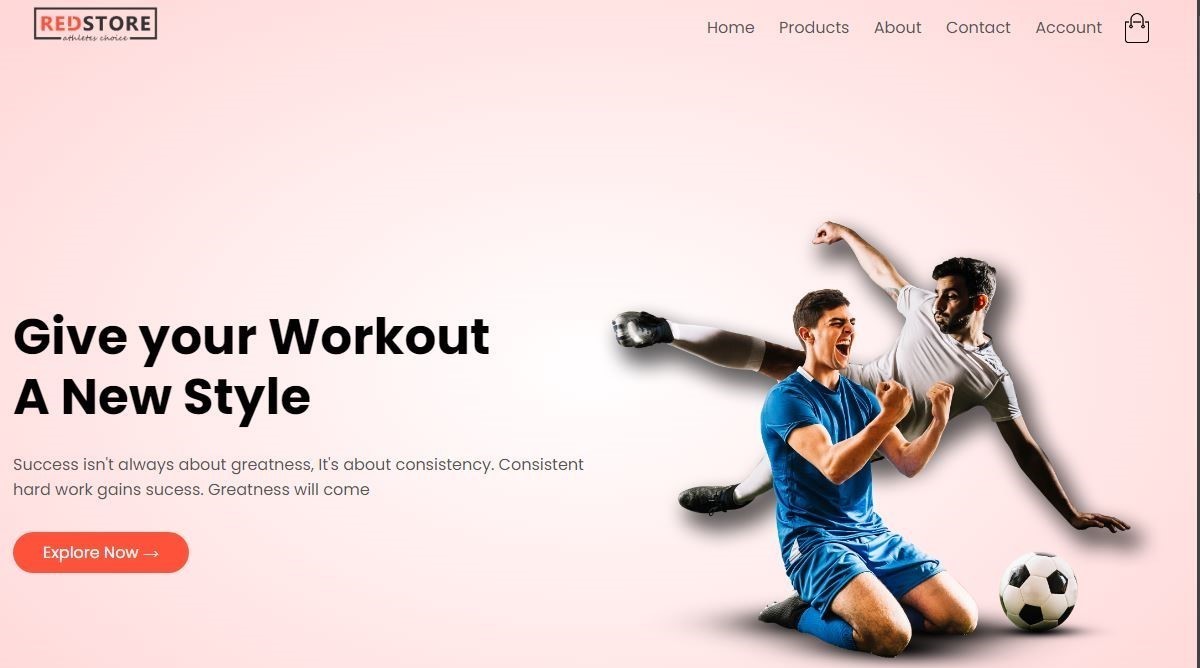 REDSTORE
athletes choice
Home Products About Contact Account
Give your Workout
A New Style
Success isn't always about greatness, It's about consistency. Consistent
hard work gains sucess. Greatness will come
Explore Now →